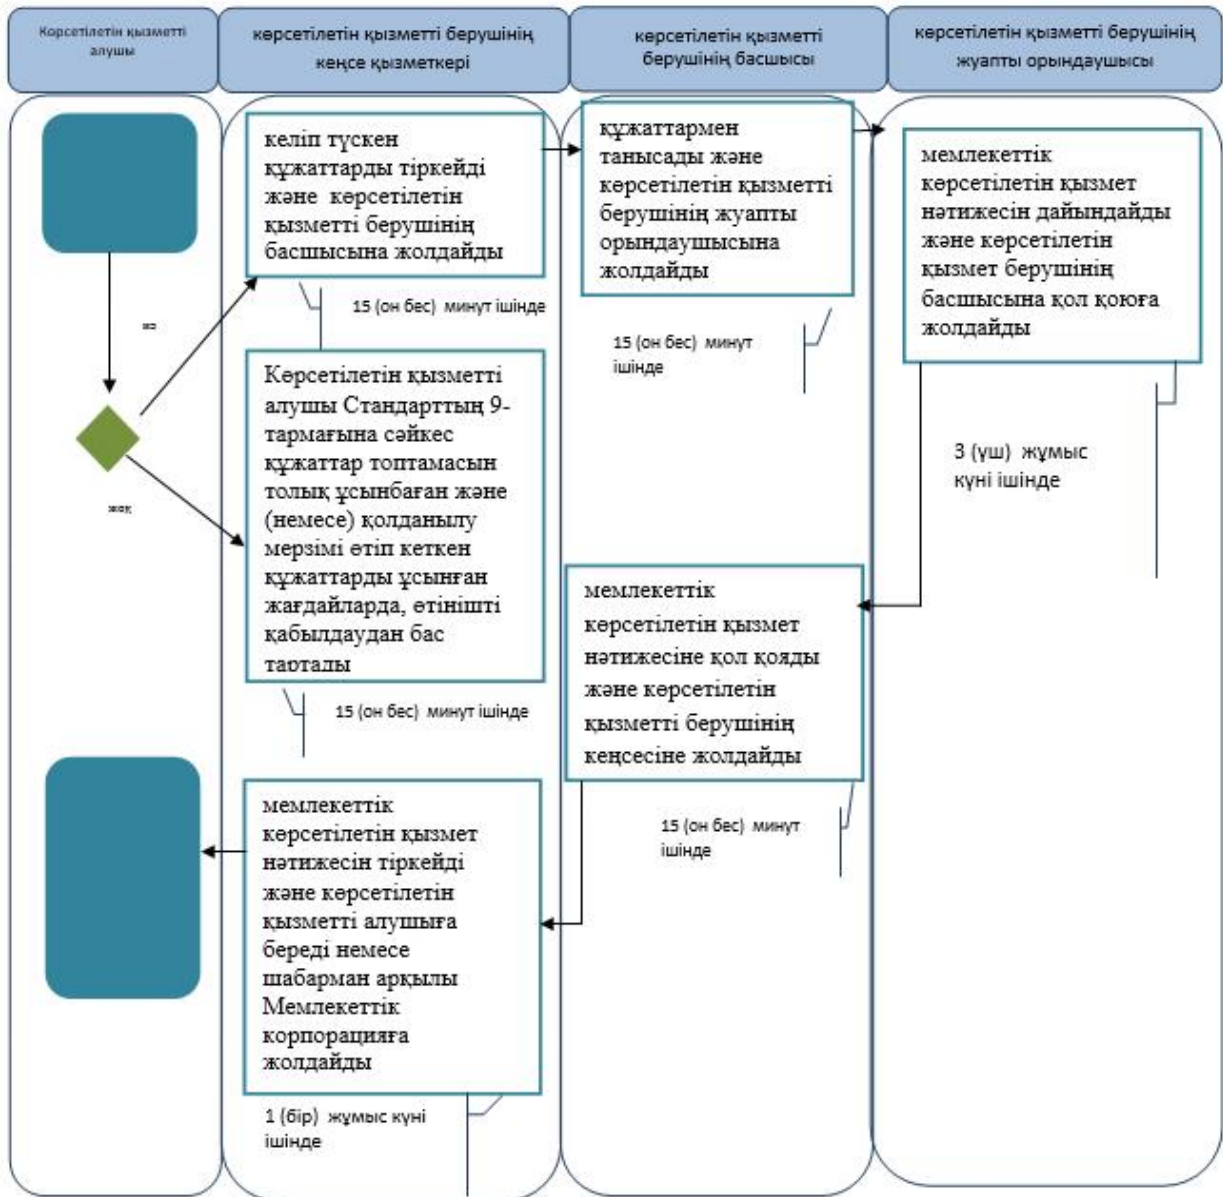 Көрсетілетін қызметті
алушы
көрсетілетін қызметті берушінің
кеңсе қызметкері
көрсетілетін қызметті
берушінің басшысы
көрсетілетін қызметті берушінің
жуапты орындаушысы
келіп түскен
құжаттарды тіркейді
және көрсетілетін
қызметті берушінің
басшысына жолдайды
15 (он бес) минут ішінде
құжаттармен
танысады және
көрсетілетін қызметті
берушінің жуапты
орындаушысына
жолдайды
15 (он бес) минут
ішінде
мемлекеттік
көрсетілетін қызмет
нәтижесін дайындайды
және көрсетілетін
қызмет берушінің
басшысына қол қоюға
жолдайды
3 (үш) жұмыс
күні ішінде
жоқ
Көрсетілетін қызметті
алушы Стандарттың 9-
тармағына сәйкес
құжаттар топтамасын
толық ұсынбаған және
(немесе) қолданылу
мерзімі өтіп кеткен
құжаттарды ұсынған
жағдайларда, өтінішті
қабылдаудан бас
тартады
15 (он бес) минут ішінде
мемлекеттік
көрсетілетін қызмет
нәтижесіне қол қояды
және көрсетілетін
қызметті берушінің
кеңсесіне жолдайды
15 (он бес) минут
ішінде
мемлекеттік
көрсетілетін қызмет
нәтижесін тіркейді
және көрсетілетін
қызметті алушыға
береді немесе
шабарман арқылы
Мемлекеттік
корпорацияға
жолдайды
1 (бір) жұмыс күні
ішінде